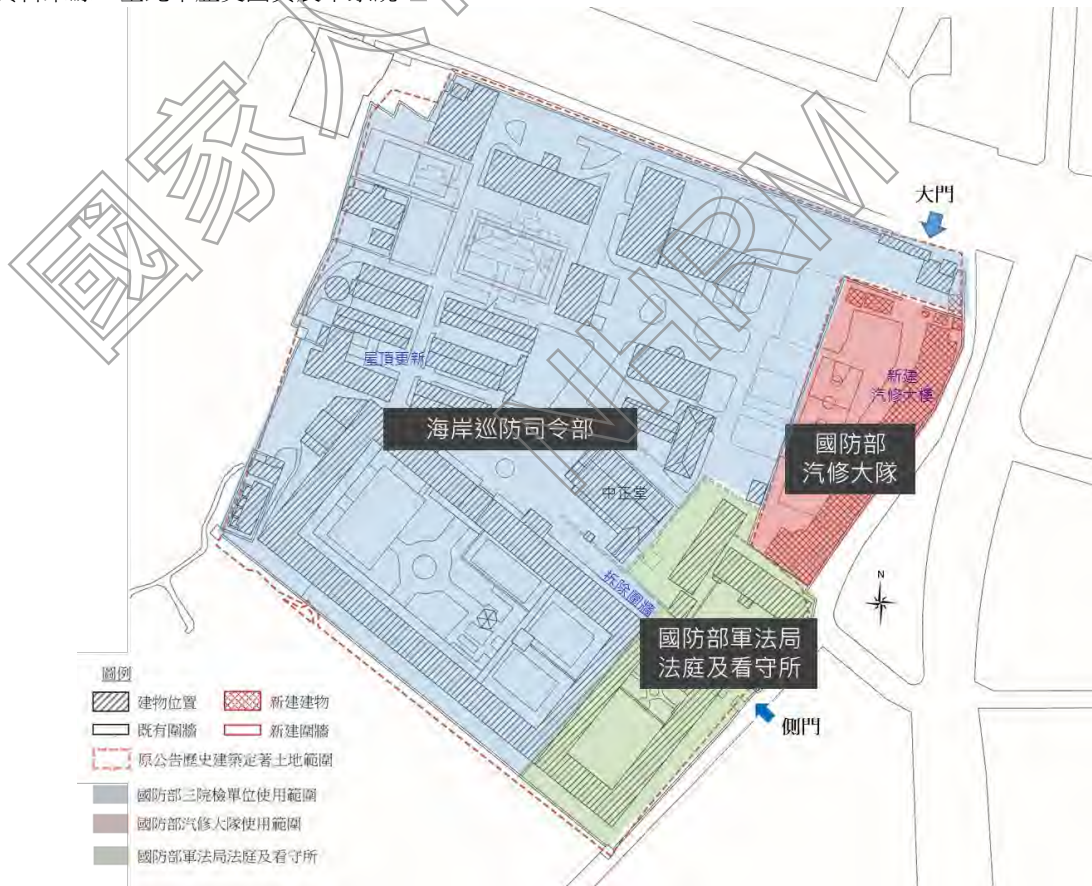 國家人
NHRM
大門
屋頂更新
新建
汽修大樓
海岸巡防司令部
國防部
汽修大隊
中正堂
拆除圍牆
N
國防部軍法局
法庭及看守所
側門
圖例
建物位置
新建建物
既有圍牆
新建圍牆
原公告歷史建築定著土地範圍
國防部三院檢單位使用範圍
國防部汽修大隊使用範圍
國防部軍法局法庭及看守所